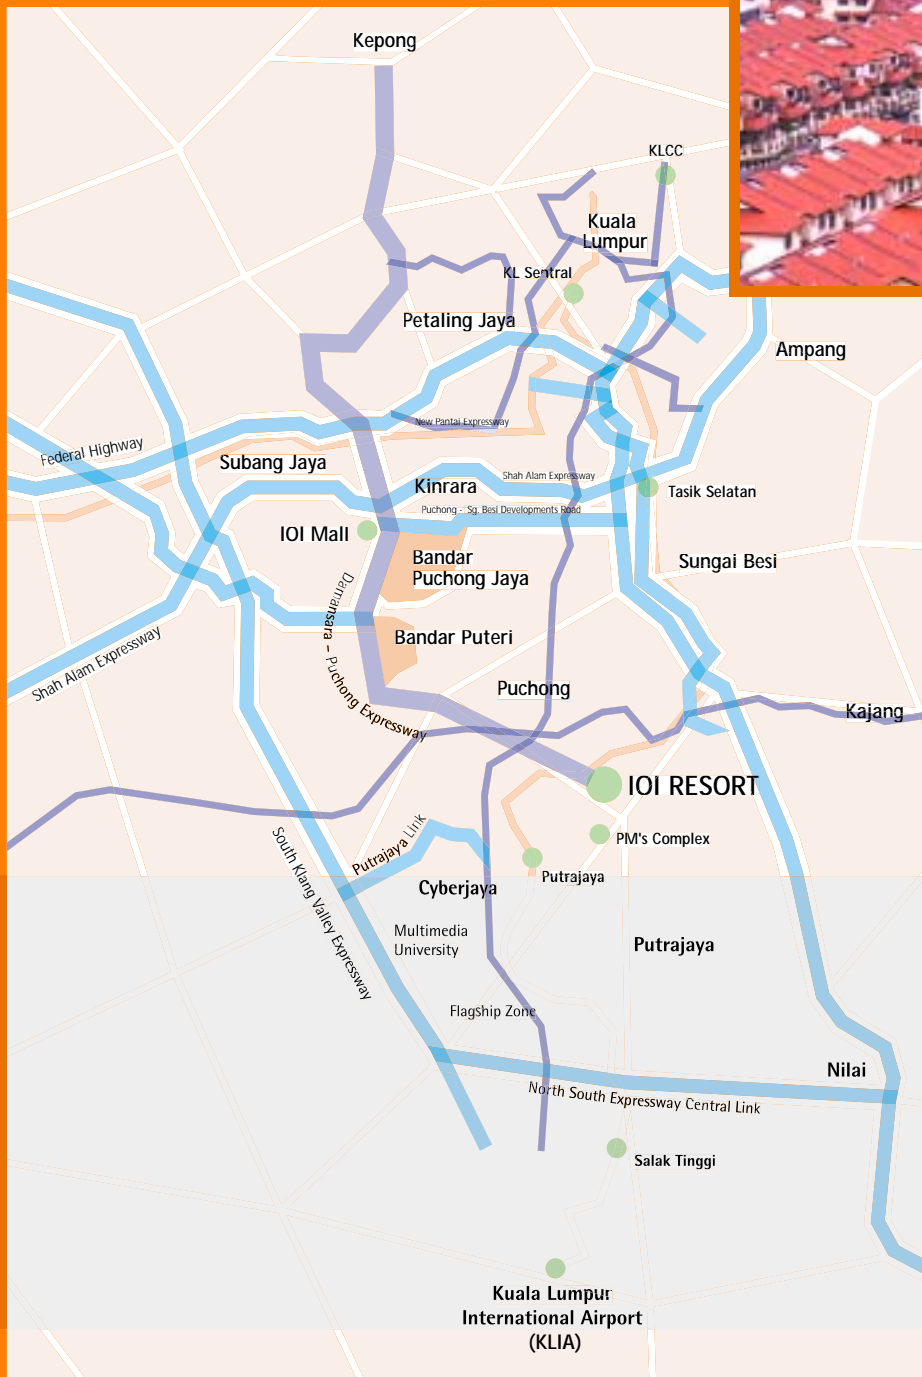 Kepong
KLCC
Kuala
Lumpur
KL Sentral
Petaling Jaya
Ampang
New Pantai Expressway
Federal Highway
Subang Jaya
Shah Alam Expressway
Kinrara
Tasik Selatan
Puchong - Sg. Besi Developments Road
IOI Mall
Bandar
Puchong Jaya
Sungai Besi
Damansara – Puchong Expressway
Bandar Puteri
Shah Alam Expressway
Puchong
Kajang
IOI RESORT
PM's Complex
Putrajaya Link
South Klang Valley Expressway
Putrajaya
Cyberjaya
Multimedia
University
Putrajaya
Flagship Zone
Nilai
North South Expressway Central Link
Salak Tinggi
Kuala Lumpur
International Airport
(KLIA)